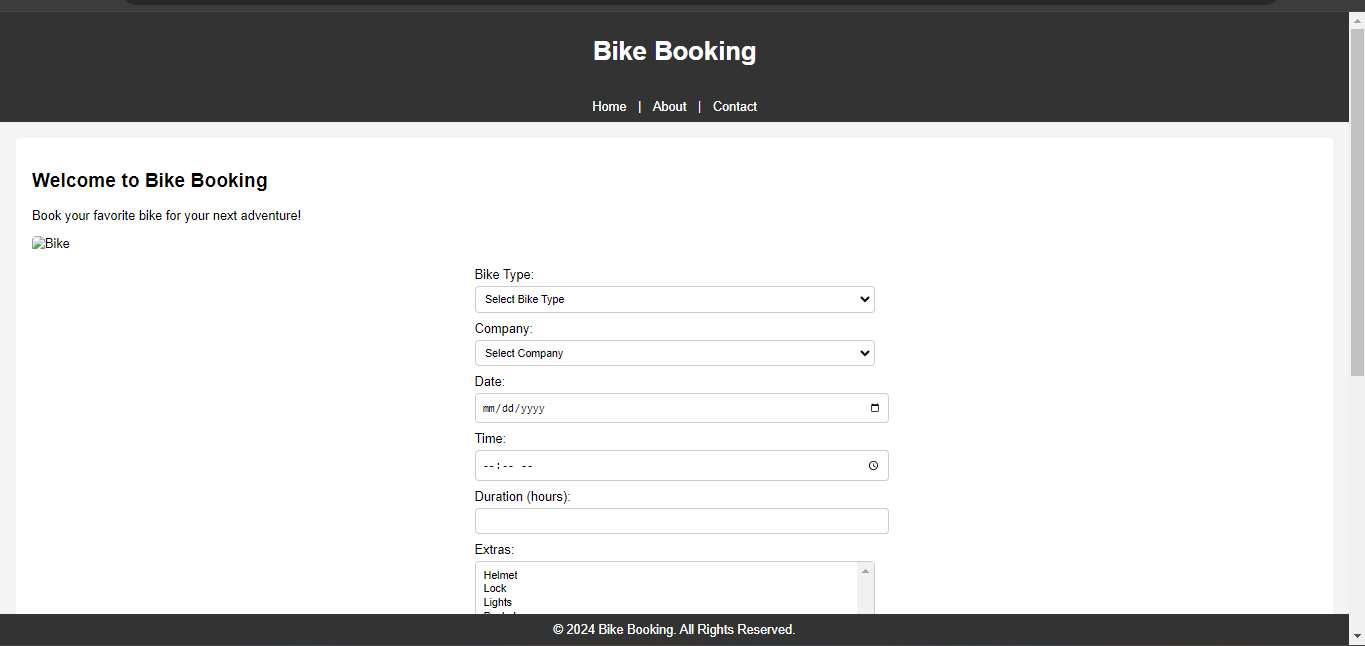 Bike Booking
Home | About | Contact
Welcome to Bike Booking
Book your favorite bike for your next adventure!
Bike
Bike Type:
Select Bike Type
Company:
Select Company
Date:
mm/dd/yyyy
Time:
--:-- --
Duration (hours):
Extras:
Helmet
Lock
Lights
© 2024 Bike Booking. All Rights Reserved.